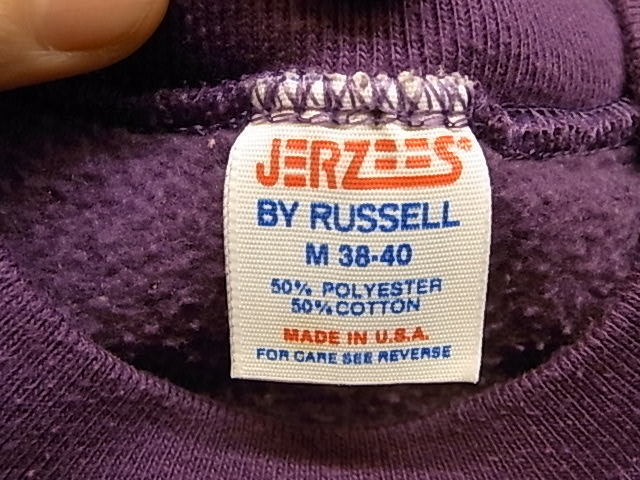 JERZEES®
BY RUSSELL
M 38-40
50% POLYESTER
50% COTTON
MADE IN U.S.A.
FOR CARE SEE REVERSE